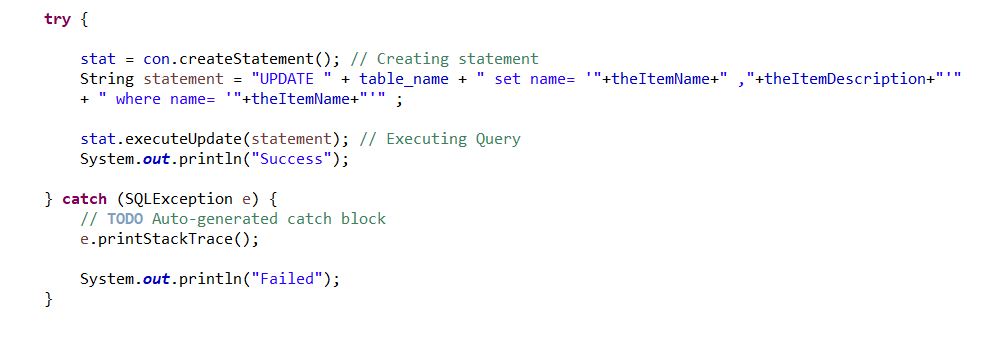 try {
stat = con.createStatement(); // Creating statement
String statement = "UPDATE " + table_name + " set name= '"+theItemName+" ,"+theItemDescription+"'"
+ " where name= '"+theItemName+"'" ;
stat.executeUpdate(statement); // Executing Query
System.out.println("Success");
} catch (SQLException e) {
// TODO Auto-generated catch block
e.printStackTrace();
System.out.println("Failed");
}